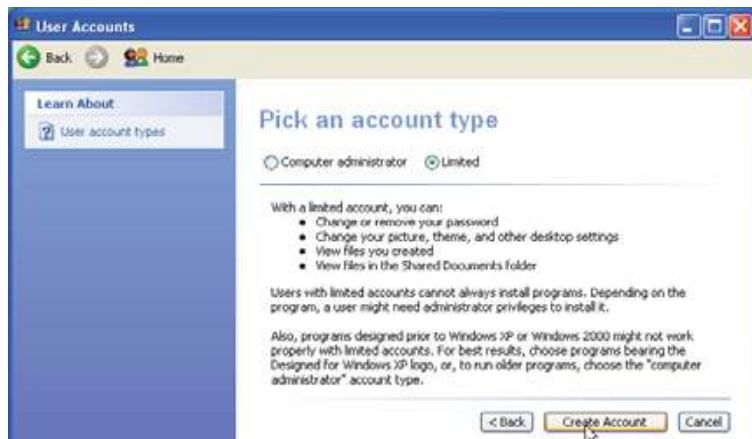 User Accounts
Back Home
Learn About
User account types
Pick an account type
Computer administrator Limited
With a limited account, you can:
• Change or remove your password
• Change your picture, theme, and other desktop settings
• View files you created
• View files in the Shared Documents folder
Users with limited accounts cannot always install programs. Depending on the
program, a user might need administrator privileges to install it.
Also, programs designed prior to Windows XP or Windows 2000 might not work
properly with limited accounts. For best results, choose programs bearing the
Designed for Windows XP logo, or, to run older programs, choose the "computer
administrator" account type.
< Back Create Account Cancel